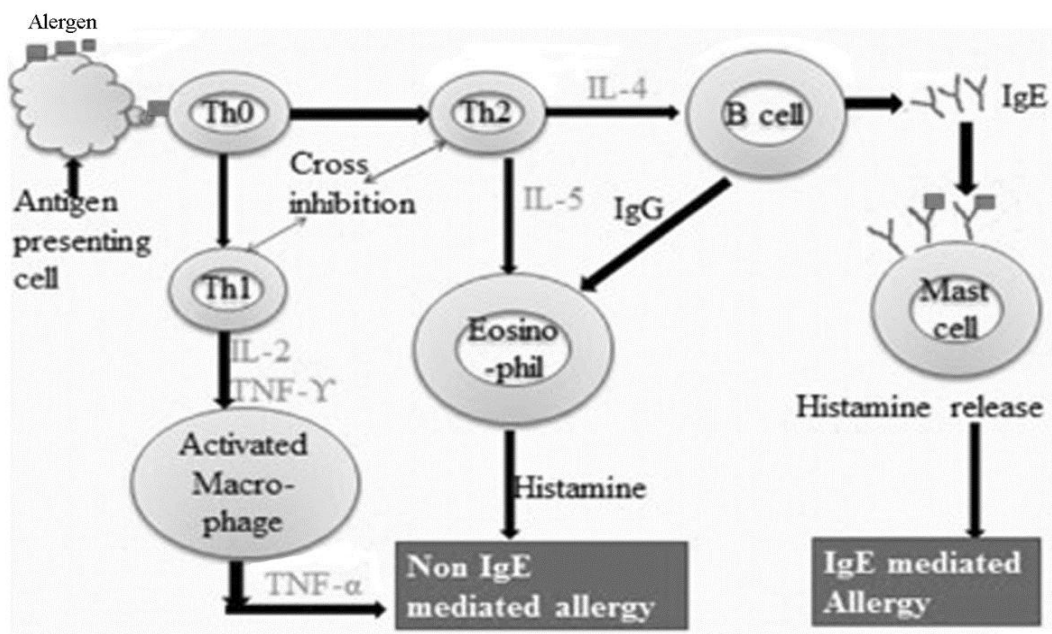 Alergen
Th0
Th2
IL-4
B cell
IgE
Cross
inhibition
Antigen
presenting
cell
IL-5
IgG
Th1
Mast
cell
Eosino
-phil
IL-2
TNF-ϒ
Histamine release
Activated
Macro-
phage
Histamine
TNF-α
Non IgE
mediated allergy
IgE mediated
Allergy